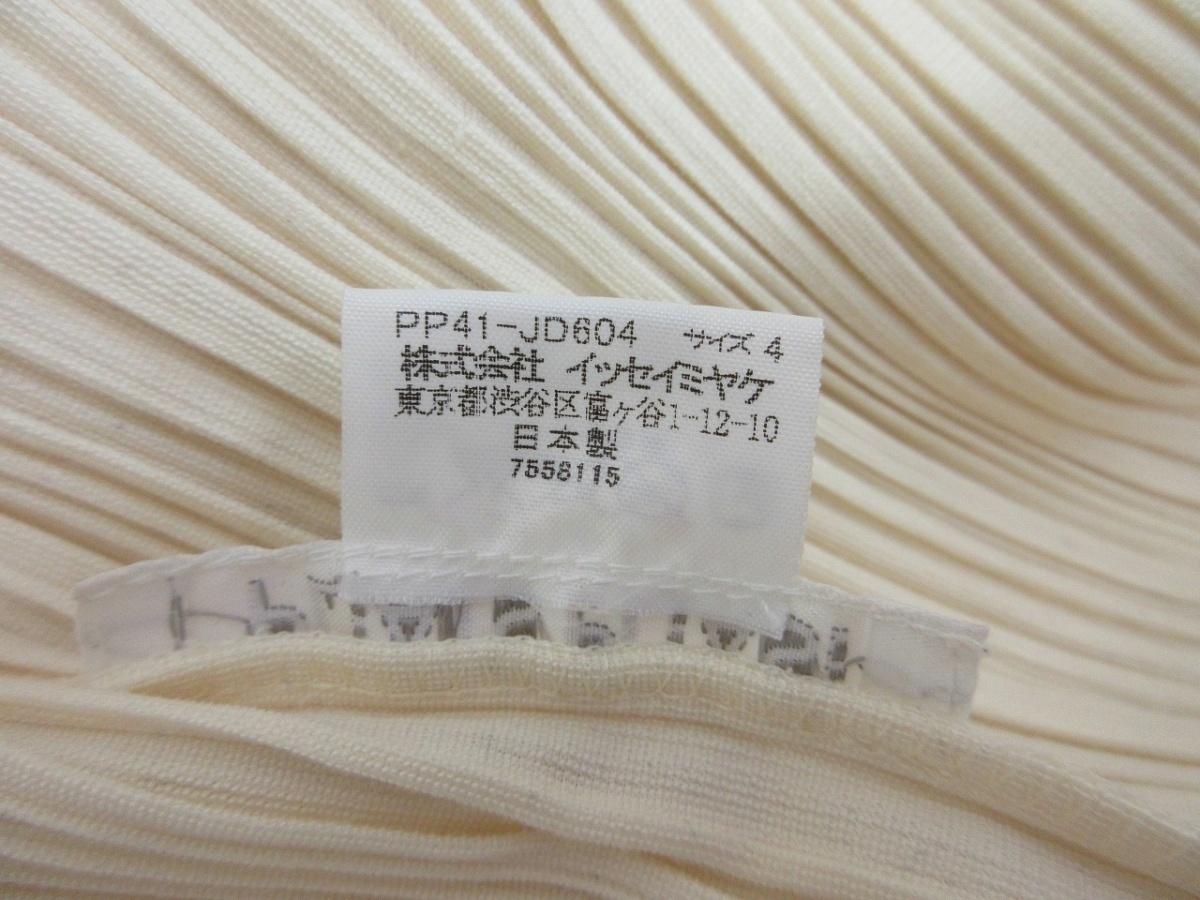 PP41-JD604 サイズ 4
株式会社 イッセイミヤケ
東京都渋谷区富ヶ谷1-12-10
日本製
7558115